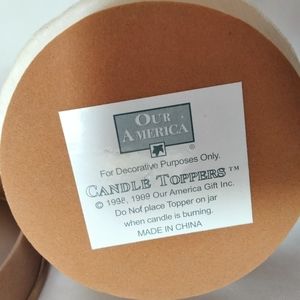 OUR
AMERICA
For Decorative Purposes Only.
CANDLE TOPPERS™
© 1998, 1999 Our America Gift Inc.
Do Not place Topper on jar
when candle is burning.
MADE IN CHINA